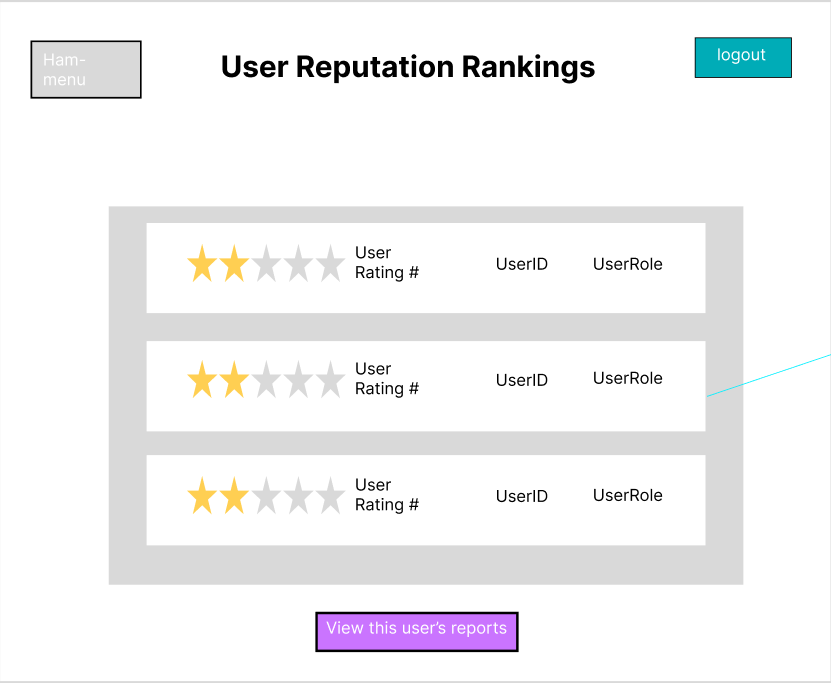 Ham-
menu
User Reputation Rankings
logout
User
Rating #
UserID
UserRole
User
Rating #
UserID
UserRole
User
Rating #
UserID
UserRole
View this user’s reports